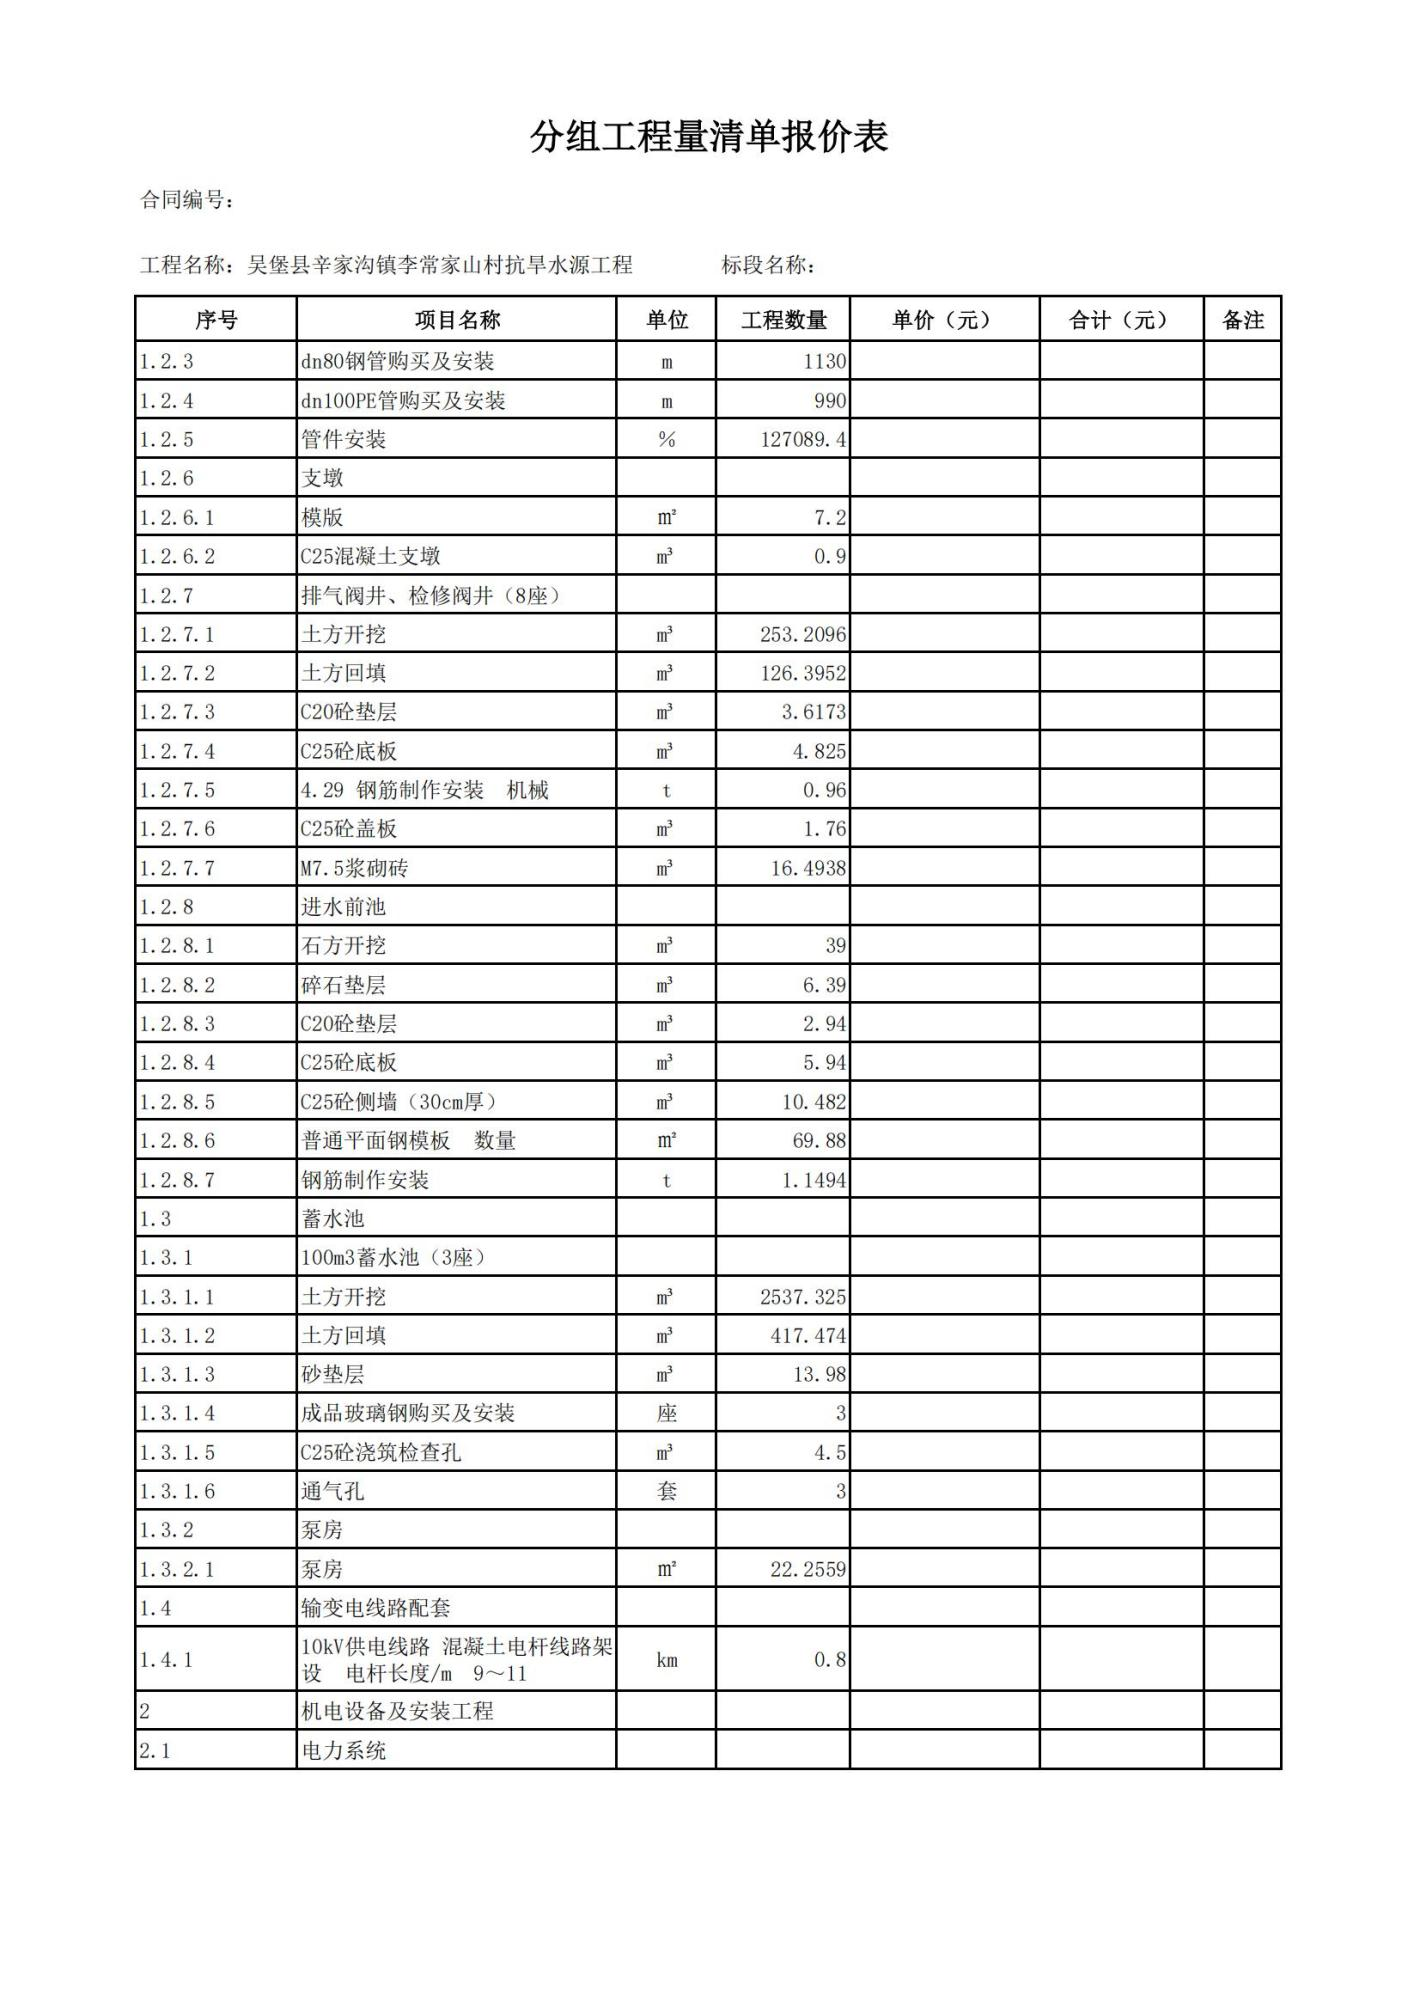 分组工程量清单报价表
合同编号：
工程名称：吴堡县辛家沟镇李常家山村抗旱水源工程 标段名称：
序号 项目名称 单位 工程数量 单价（元） 合计（元） 备注
1.2.3 dn80钢管购买及安装 m 1130
1.2.4 dn100PE管购买及安装 m 990
1.2.5 管件安装 % 127089.4
1.2.6 支墩
1.2.6.1 模版 m² 7.2
1.2.6.2 C25混凝土支墩 m³ 0.9
1.2.7 排气阀井、检修阀井（8座）
1.2.7.1 土方开挖 m³ 253.2096
1.2.7.2 土方回填 m³ 126.3952
1.2.7.3 C20砼垫层 m³ 3.6173
1.2.7.4 C25砼底板 m³ 4.825
1.2.7.5 4.29 钢筋制作安装 机械 t 0.96
1.2.7.6 C25砼盖板 m³ 1.76
1.2.7.7 M7.5浆砌砖 m³ 16.4938
1.2.8 进水前池
1.2.8.1 石方开挖 m³ 39
1.2.8.2 碎石垫层 m³ 6.39
1.2.8.3 C20砼垫层 m³ 2.94
1.2.8.4 C25砼底板 m³ 5.94
1.2.8.5 C25砼侧墙（30cm厚） m³ 10.482
1.2.8.6 普通平面钢模板 数量 m² 69.88
1.2.8.7 钢筋制作安装 t 1.1494
1.3 蓄水池
1.3.1 100m3蓄水池（3座）
1.3.1.1 土方开挖 m³ 2537.325
1.3.1.2 土方回填 m³ 417.474
1.3.1.3 砂垫层 m³ 13.98
1.3.1.4 成品玻璃钢购买及安装 座 3
1.3.1.5 C25砼浇筑检查孔 m³ 4.5
1.3.1.6 通气孔 套 3
1.3.2 泵房
1.3.2.1 泵房 m² 22.2559
1.4 输变电线路配套
1.4.1 10kV供电线路 混凝土电杆线路架 km 0.8
设 电杆长度/m 9～11
2 机电设备及安装工程
2.1 电力系统